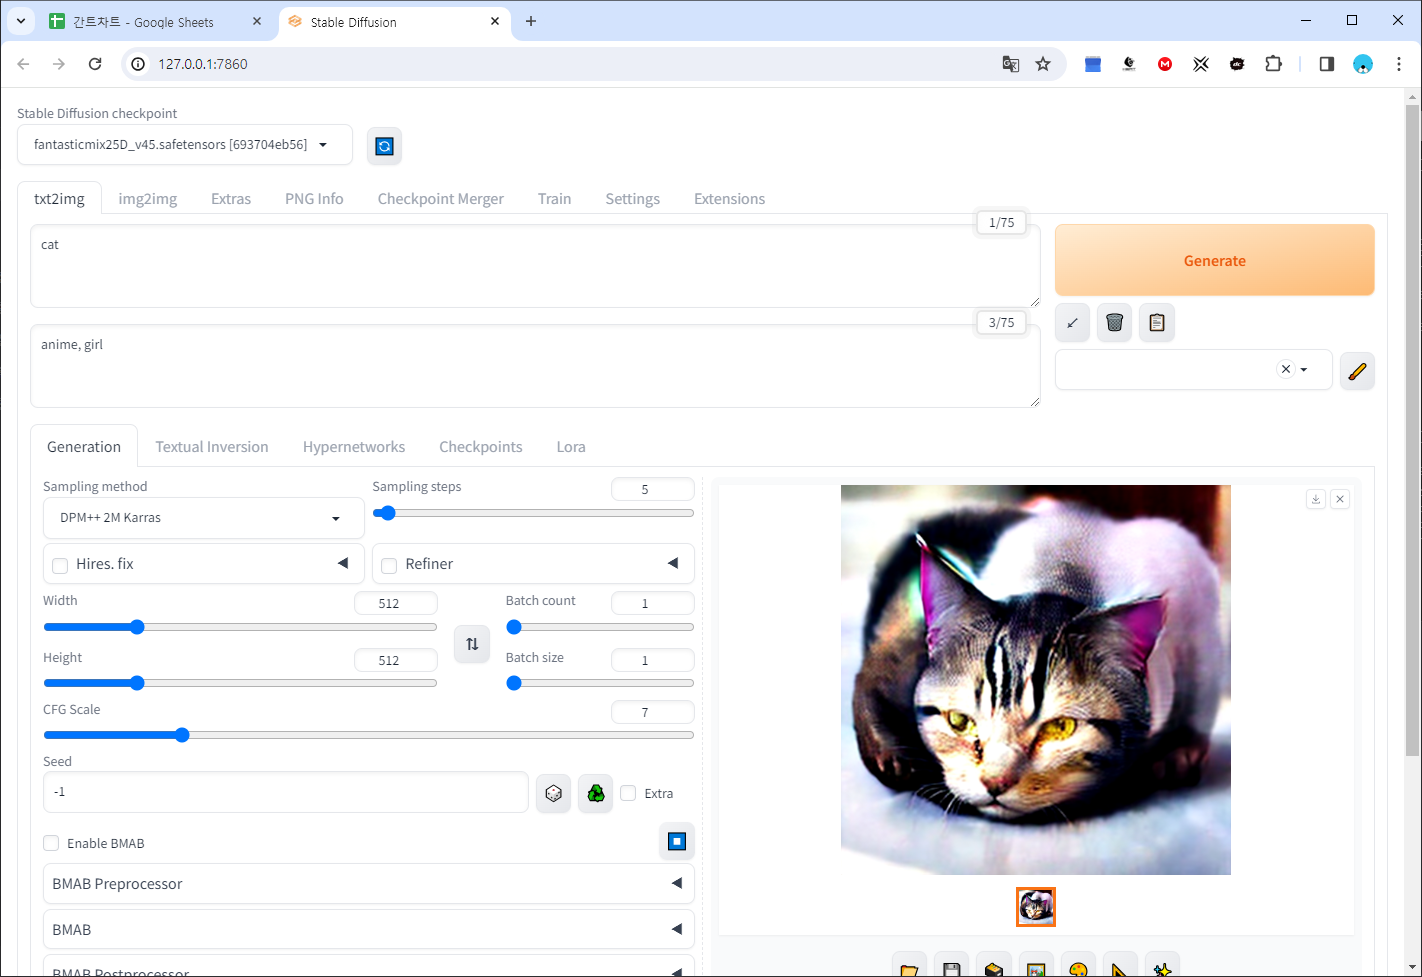 간트차트 - Google Sheets
Stable Diffusion
127.0.0.1:7860
Stable Diffusion checkpoint
fantasticmix25D_v45.safetensors [693704eb56]
txt2img img2img Extras PNG Info Checkpoint Merger Train Settings Extensions
1/75
cat
Generate
3/75
anime, girl
Generation Textual Inversion Hypernetworks Checkpoints Lora
Sampling method
Sampling steps
5
DPM++ 2M Karras
Hires. fix
Refiner
Width
512
Batch count
1
Height
512
Batch size
1
CFG Scale
7
Seed
-1
Extra
Enable BMAB
BMAB Preprocessor
BMAB
BMAB Postprocessor